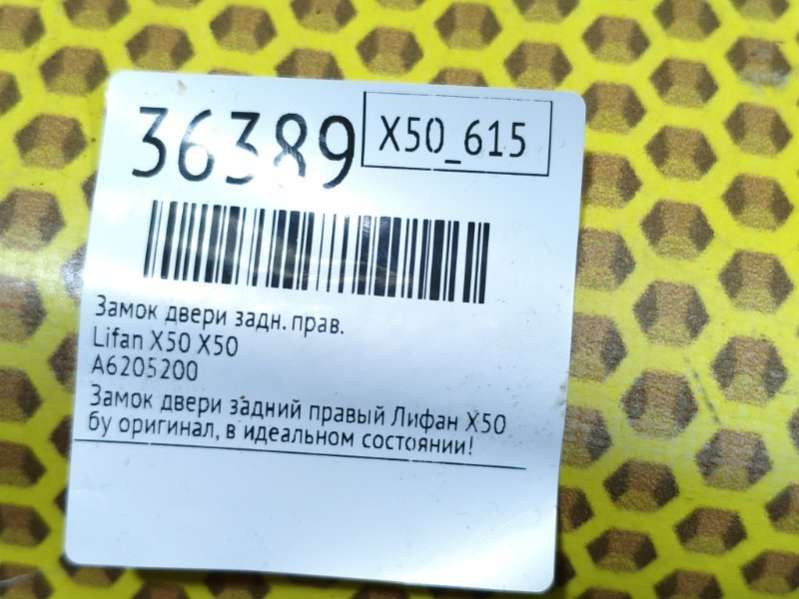 36389
X50_615
Замок двери задн. прав.
Lifan X50 X50
A6205200
Замок двери задний правый Лифан X50
бу оригинал, в идеальном состоянии!